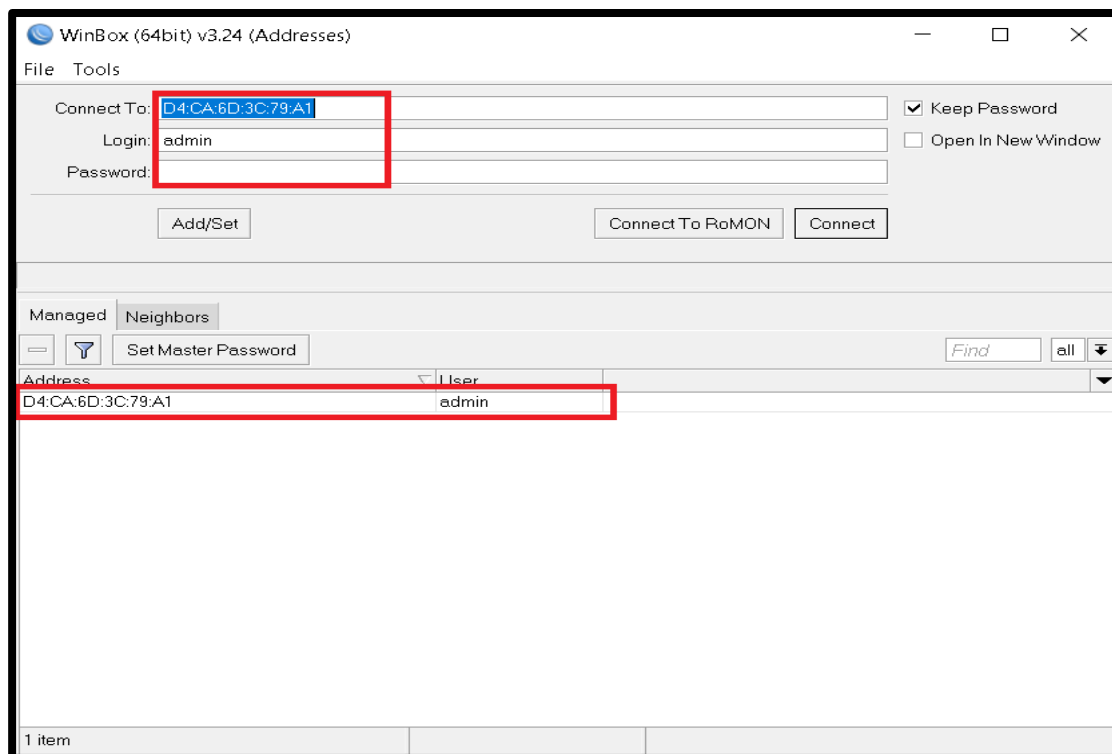 WinBox (64bit) v3.24 (Addresses)
File Tools
Connect To: D4:CA:6D:3C:79:A1 Keep Password
Login: admin Open In New Window
Password:
Add/Set Connect To RoMON Connect
Managed Neighbors
Set Master Password Find all
Address User
D4:CA:6D:3C:79:A1 admin
1 item